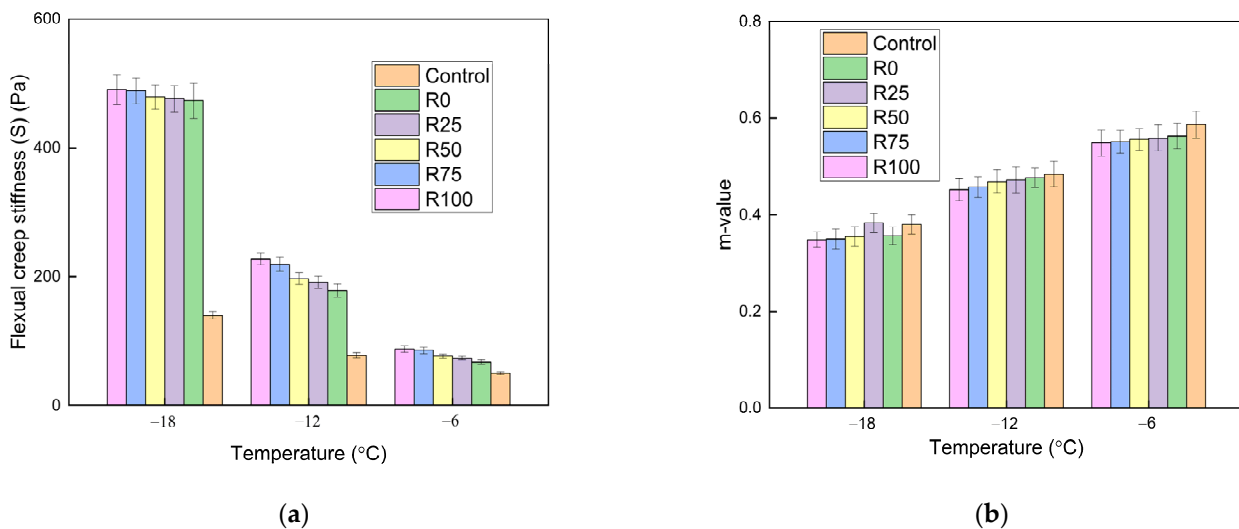 600
400
200
0
Flexual creep stiffness (S) (Pa)
Control
R0
R25
R50
R75
R100
−18
−12
−6
Temperature (°C)
(a)
0.8
0.6
0.4
0.2
0.0
m-value
Control
R0
R25
R50
R75
R100
−18
−12
−6
Temperature (°C)
(b)